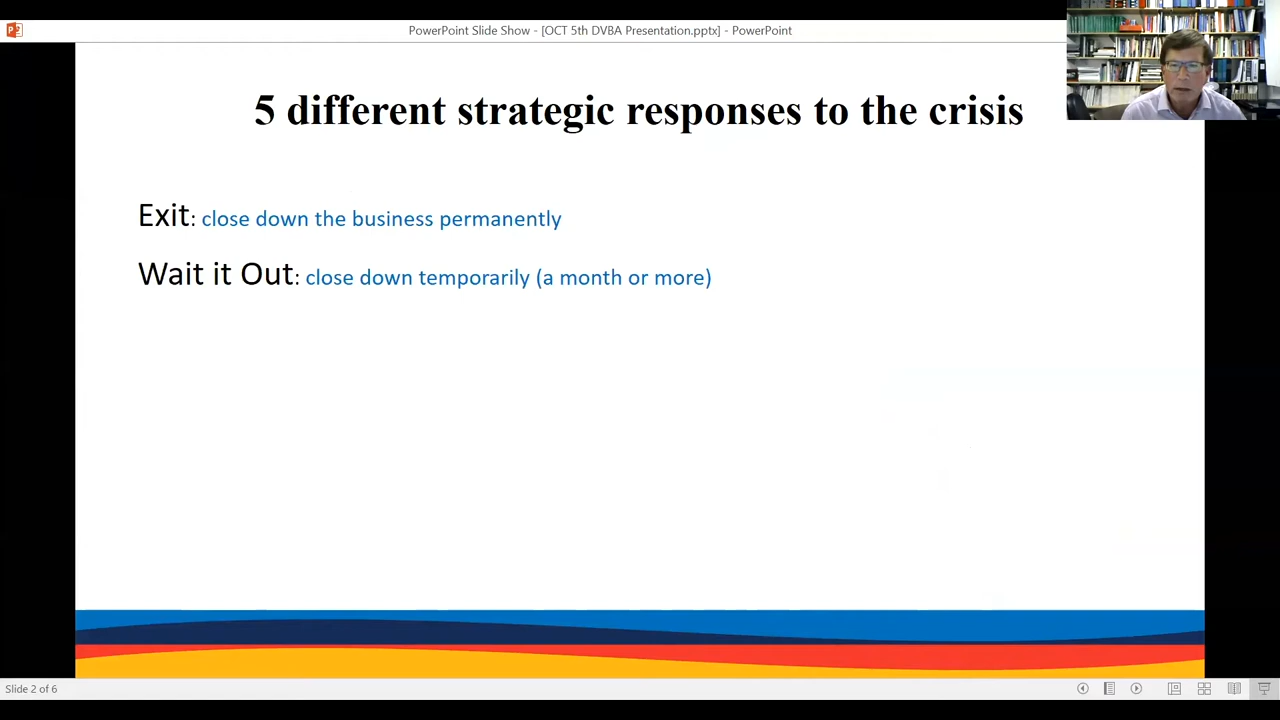 PowerPoint Slide Show - [OCT 5th DVBA Presentation.pptx] - PowerPoint
5 different strategic responses to the crisis
Exit: close down the business permanently
Wait it Out: close down temporarily (a month or more)
Slide 2 of 6